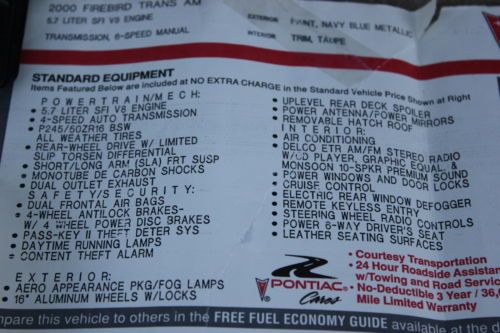 2000 FIREBIRD TRANS AM
5.7 LITER SFI V8 ENGINE
TRANSMISSION, 6-SPEED MANUAL
EXTERIOR PAINT, NAVY BLUE METALLIC
INTERIOR TRIM, TAUPE
STANDARD EQUIPMENT
Items Featured Below are included at NO EXTRA CHARGE in the Standard Vehicle Price Shown at Right
POWERTRAIN/MECH:
• 5.7 LITER SFI V8 ENGINE
• 4-SPEED AUTO TRANSMISSION
• P245/50ZR16 BSW
ALL WEATHER TIRES
• REAR-WHEEL DRIVE W/ LIMITED
SLIP TORSEN DIFFERENTIAL
• SHORT/LONG ARM (SLA) FRT SUSP
• MONOTUBE DE CARBON SHOCKS
• DUAL OUTLET EXHAUST
SAFETY/SECURITY:
• DUAL FRONTAL AIR BAGS
• 4-WHEEL ANTILOCK BRAKES-
W/ 4 WHEEL POWER DISC BRAKES
• PASS-KEY II THEFT DETER SYS
• DAYTIME RUNNING LAMPS
• CONTENT THEFT ALARM
EXTERIOR:
• AERO APPEARANCE PKG/FOG LAMPS
• 16" ALUMINUM WHEELS W/LOCKS
• UPLEVEL REAR DECK SPOILER
• POWER ANTENNA/POWER MIRRORS
• REMOVABLE HATCH ROOF
INTERIOR:
• AIR CONDITIONING
• DELCO ETR AM/FM STEREO RADIO
W/CD PLAYER, GRAPHIC EQUAL, &
MONSOON 10-SPKR PREMIUM SOUND
• POWER WINDOWS AND DOOR LOCKS
• CRUISE CONTROL
• ELECTRIC REAR WINDOW DEFOGGER
• REMOTE KEYLESS ENTRY
• STEERING WHEEL RADIO CONTROLS
• POWER 6-WAY DRIVER'S SEAT
• LEATHER SEATING SURFACES
PONTIAC
Cares
• Courtesy Transportation
• 24 Hour Roadside Assistance
w/Towing and Road Service
• No-Deductible 3 Year / 36,0
Mile Limited Warranty
pare this vehicle to others in the FREE FUEL ECONOMY GUIDE available at the d